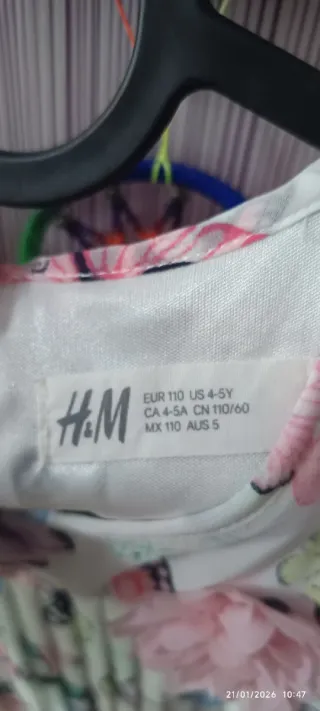 H&M
EUR 110 US 4-5Y
CA 4-5A CN 110/60
MX 110 AUS 5
21/01/2026 10:47